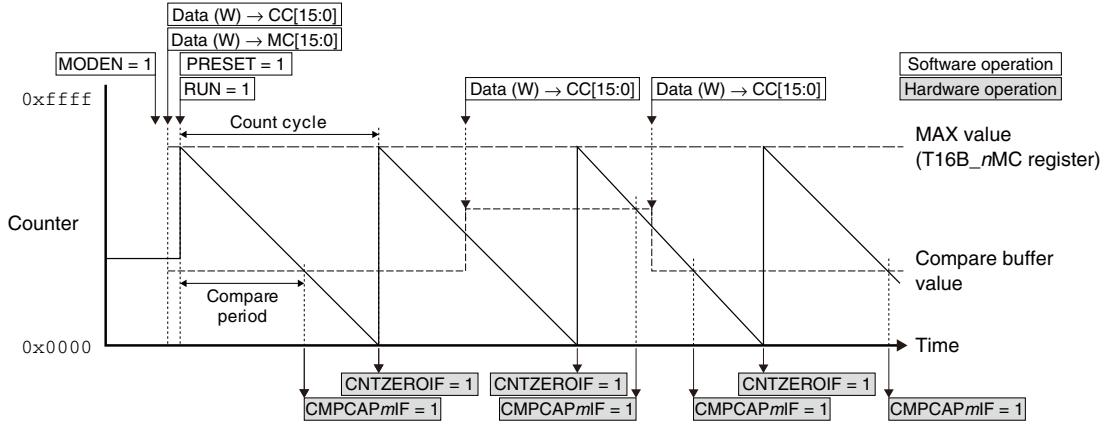 Data (W) → CC[15:0]
Data (W) → MC[15:0]
MODEN = 1
PRESET = 1
RUN = 1
Software operation
Hardware operation
0xffff
Data (W) → CC[15:0]
Data (W) → CC[15:0]
Count cycle
MAX value
(T16B_nMC register)
Counter
Compare buffer
value
Compare
period
0x0000
Time
CNTZEROIF = 1
CNTZEROIF = 1
CNTZEROIF = 1
CMPCAPmIF = 1
CMPCAPmIF = 1
CMPCAPmIF = 1
CMPCAPmIF = 1